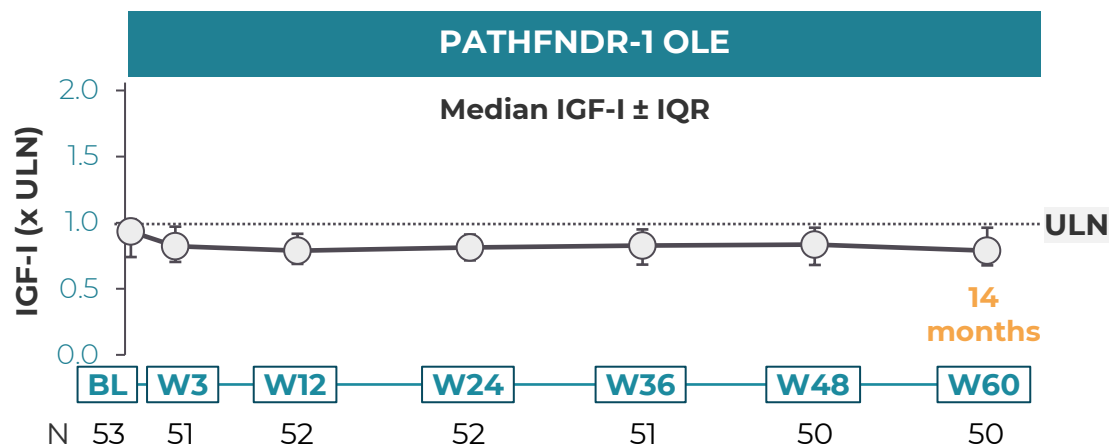 PATHFNDR-1 OLE
Median IGF-I ± IQR
IGF-I (x ULN)
2.0
1.5
1.0
0.5
0.0
ULN
14
months
BL W3 W12 W24 W36 W48 W60
N 53 51 52 52 51 50 50